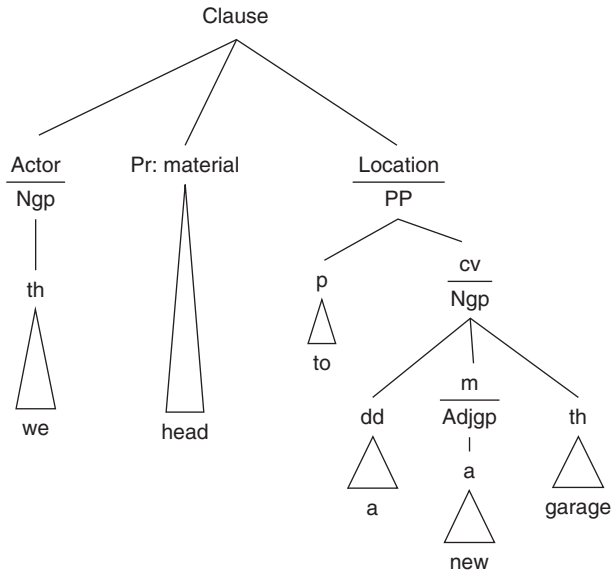 Clause
Actor Pr: material Location
Ngp PP
th p cv
Ngp
to
we head dd m th
Adjgp
a a garage
new